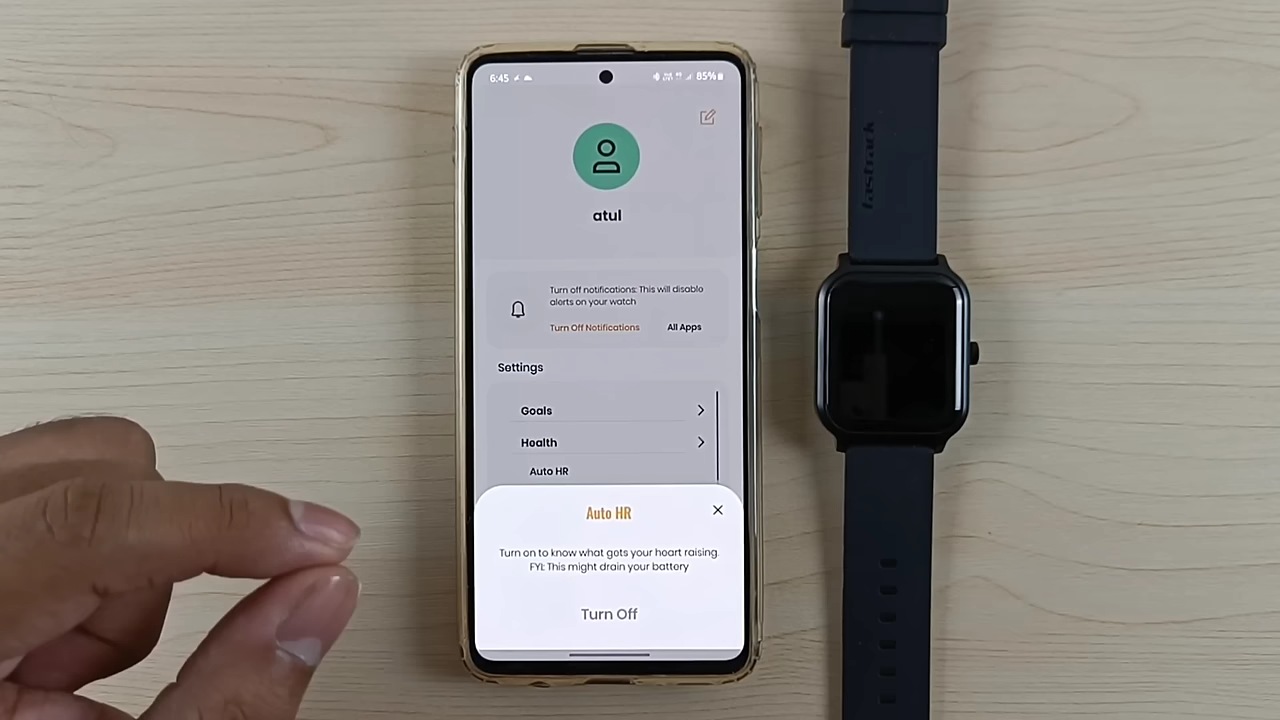 6:45
85%
atul
Turn off notifications: This will disable
alerts on your watch
Turn Off Notifications
All Apps
Settings
Goals
Health
Auto HR
Auto HR
Turn on to know what gets your heart raising.
FYI: This might drain your battery
Turn Off
fastrack